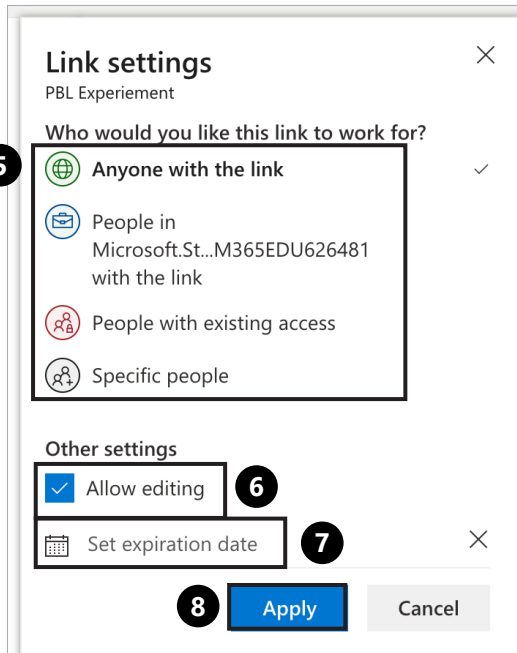 Link settings
PBL Experiement
Who would you like this link to work for?
5
Anyone with the link
People in
Microsoft.St...M365EDU626481
with the link
People with existing access
Specific people
Other settings
Allow editing
6
Set expiration date
7
8
Apply
Cancel